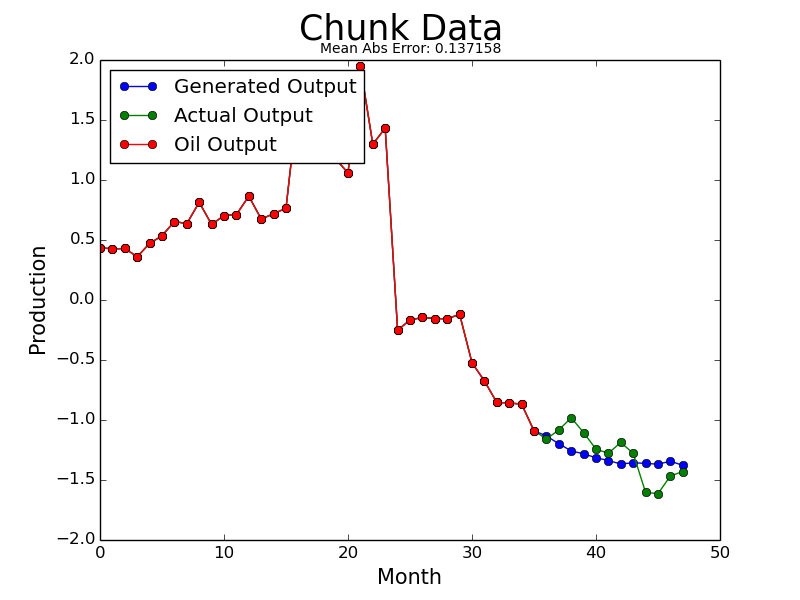 Chunk Data
Mean Abs Error: 0.137158
Generated Output
Actual Output
Oil Output
2.0
1.5
1.0
0.5
0.0
−0.5
−1.0
−1.5
−2.0
Production
0 10 20 30 40 50
Month